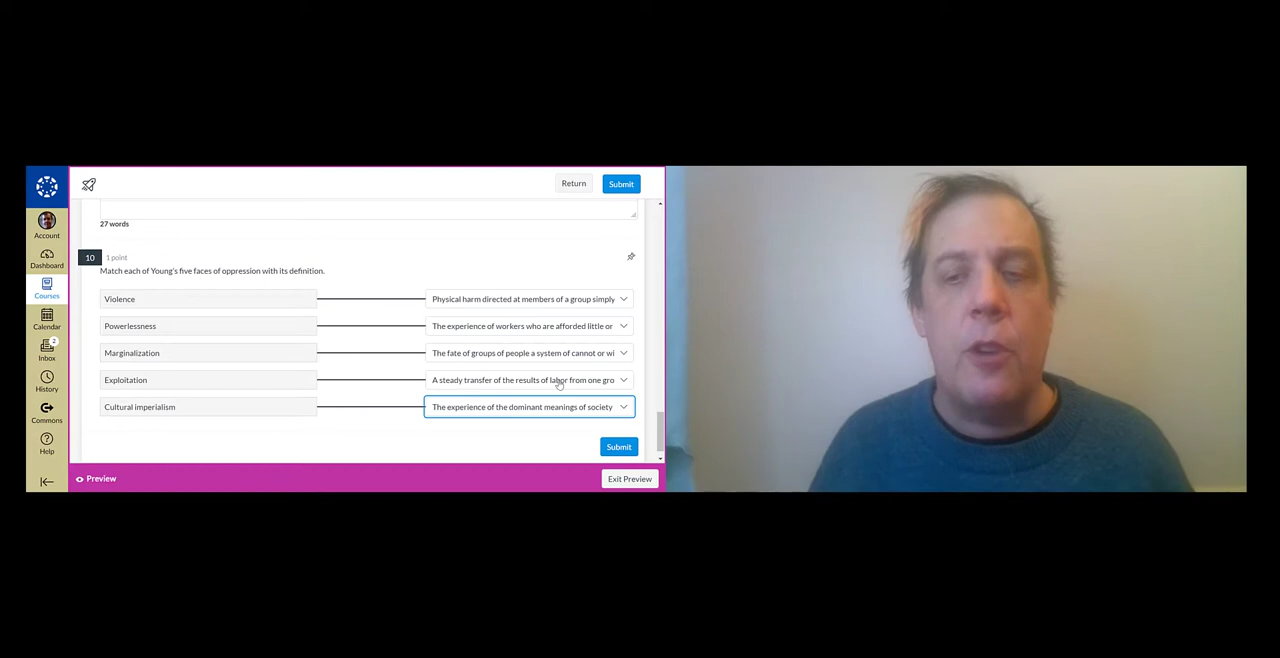 Account
Dashboard
Courses
Calendar
2
Inbox
History
Commons
Help
Return
Submit
27 words
10
1 point
Match each of Young's five faces of oppression with its definition.
Violence
Physical harm directed at members of a group simply
Powerlessness
The experience of workers who are afforded little or
Marginalization
The fate of groups of people a system of cannot or wi
Exploitation
A steady transfer of the results of labor from one gro
Cultural imperialism
The experience of the dominant meanings of society
Submit
Preview
Exit Preview